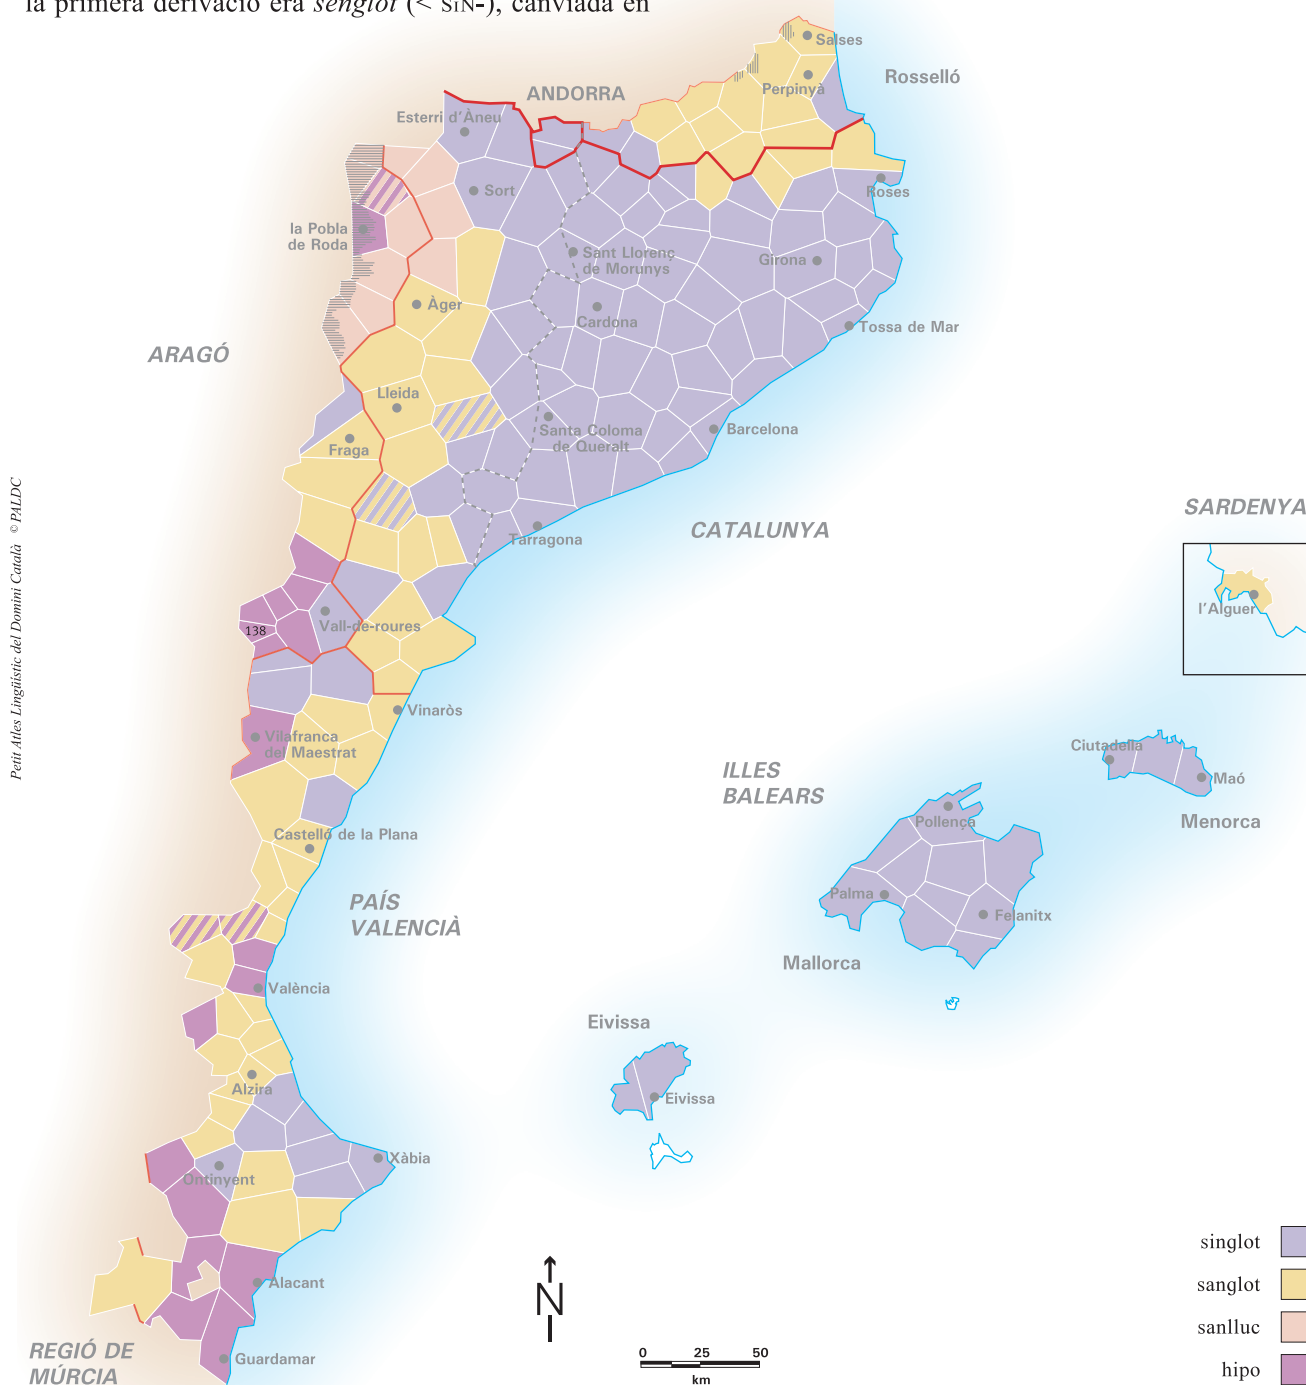 la primera derivació era senglot (< SĬN-), canviada en
Salses
Rosselló
Perpinyà
ANDORRA
Esterri d'Àneu
Sort
Roses
la Pobla
de Roda
Sant Llorenç
de Morunys
Girona
Àger
Cardona
Tossa de Mar
ARAGÓ
Lleida
Santa Coloma
de Queralt
Barcelona
Fraga
Petit Atles Lingüístic del Domini Català © PALDC
CATALUNYA
SARDENYA
Tarragona
l'Alguer
Vall-de-roures
138
Vinaròs
Vilafranca
del Maestrat
Ciutadella
Maó
ILLES
BALEARS
Pollença
Menorca
Castelló de la Plana
PAÍS
VALENCIÀ
Palma
Felanitx
Mallorca
València
Eivissa
Alzira
Eivissa
Xàbia
Ontinyent
Alacant
singlot
sanglot
sanlluc
hipo
N
0 25 50
km
REGIÓ DE
MÚRCIA
Guardamar